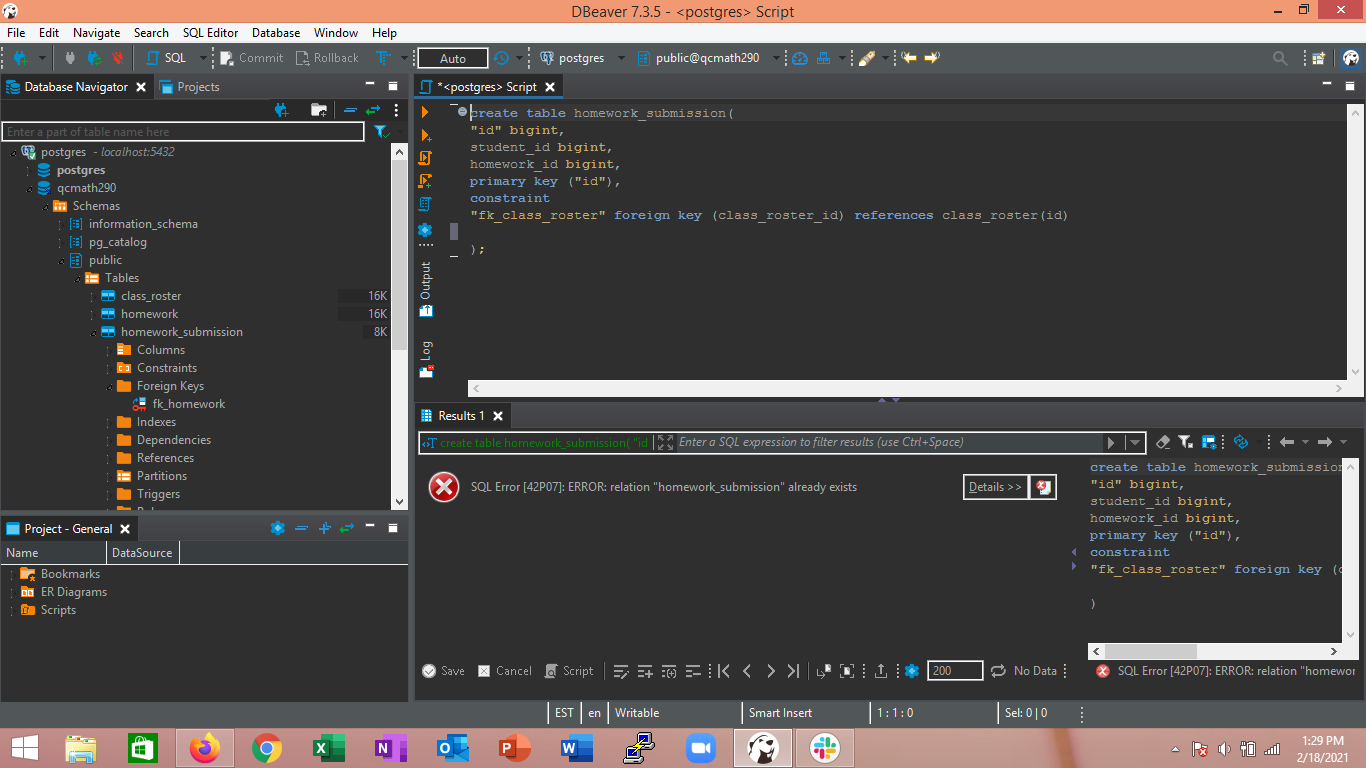 DBeaver 7.3.5 - <postgres> Script
File Edit Navigate Search SQL Editor Database Window Help
SQL Commit Rollback T Auto postgres public@qcmath290
Database Navigator Projects
Enter a part of table name here
postgres - localhost:5432
postgres
qcmath290
Schemas
information_schema
pg_catalog
public
Tables
class_roster 16K
homework 16K
homework_submission 8K
Columns
Constraints
Foreign Keys
fk_homework
Indexes
Dependencies
References
Partitions
Triggers
Project - General
Name DataSource
Bookmarks
ER Diagrams
Scripts
*<postgres> Script
create table homework_submission(
"id" bigint,
student_id bigint,
homework_id bigint,
primary key ("id"),
constraint
"fk_class_roster" foreign key (class_roster_id) references class_roster(id)
);
Output
Log
Results 1
create table homework_submission( "id Enter a SQL expression to filter results (use Ctrl+Space)
SQL Error [42P07]: ERROR: relation "homework_submission" already exists
Details >>
create table homework_submission
"id" bigint,
student_id bigint,
homework_id bigint,
primary key ("id"),
constraint
"fk_class_roster" foreign key (c
)
Save Cancel Script 200 No Data
SQL Error [42P07]: ERROR: relation "homewor
EST en Writable Smart Insert 1 : 1 : 0 Sel: 0 | 0
1:29 PM
2/18/2021